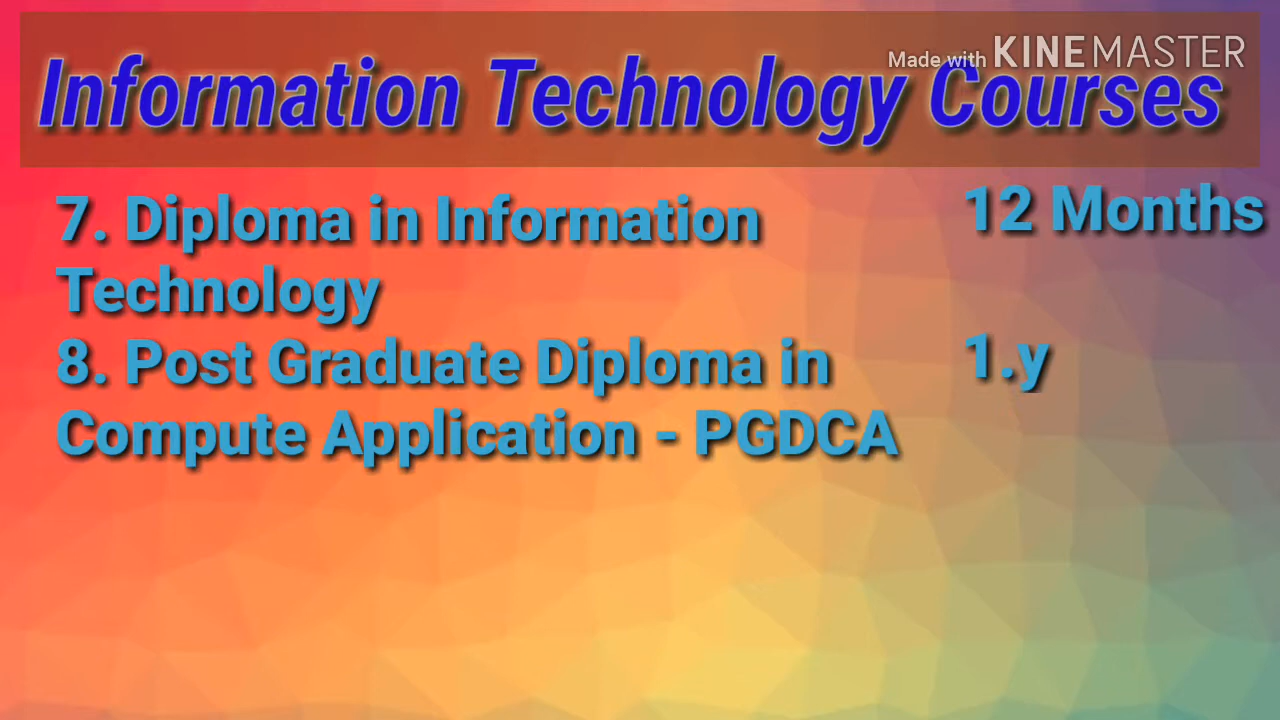 Made with KINEMASTER
Information Technology Courses
7. Diploma in Information
Technology
12 Months
8. Post Graduate Diploma in
Compute Application - PGDCA
1.y